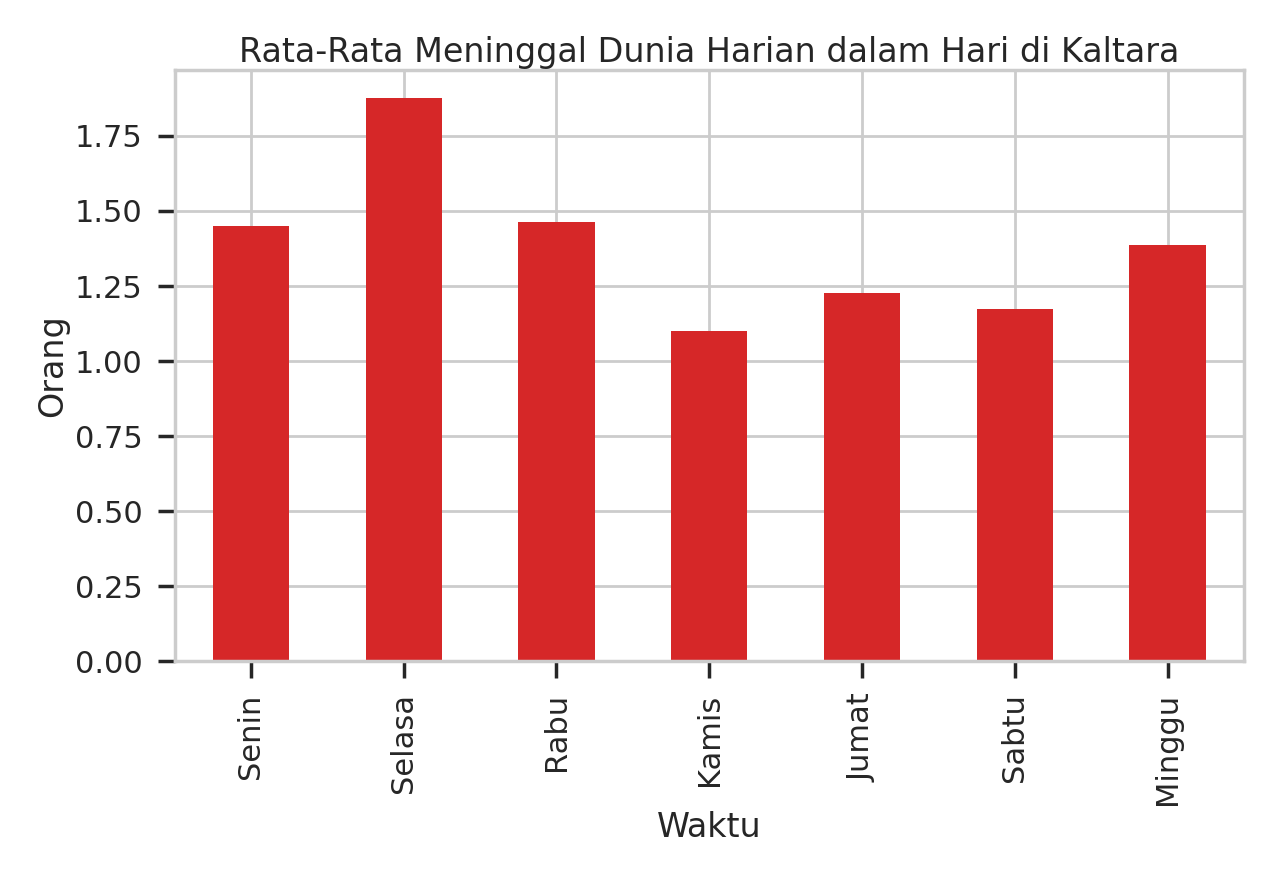 Rata-Rata Meninggal Dunia Harian dalam Hari di Kaltara
1.75
1.50
1.25
1.00
0.75
0.50
0.25
0.00
Orang
Senin
Selasa
Rabu
Kamis
Jumat
Sabtu
Minggu
Waktu